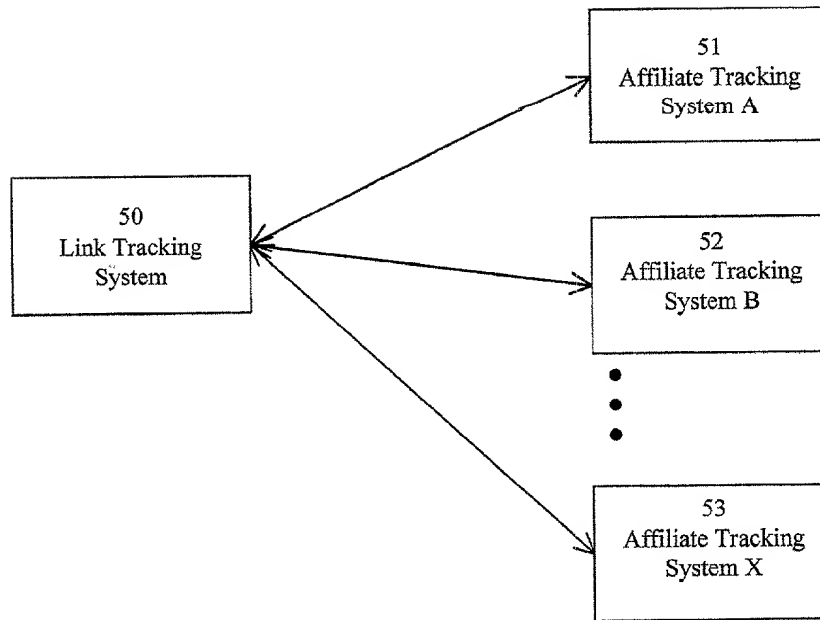 51
Affiliate Tracking
System A
50
Link Tracking
System
52
Affiliate Tracking
System B
53
Affiliate Tracking
System X